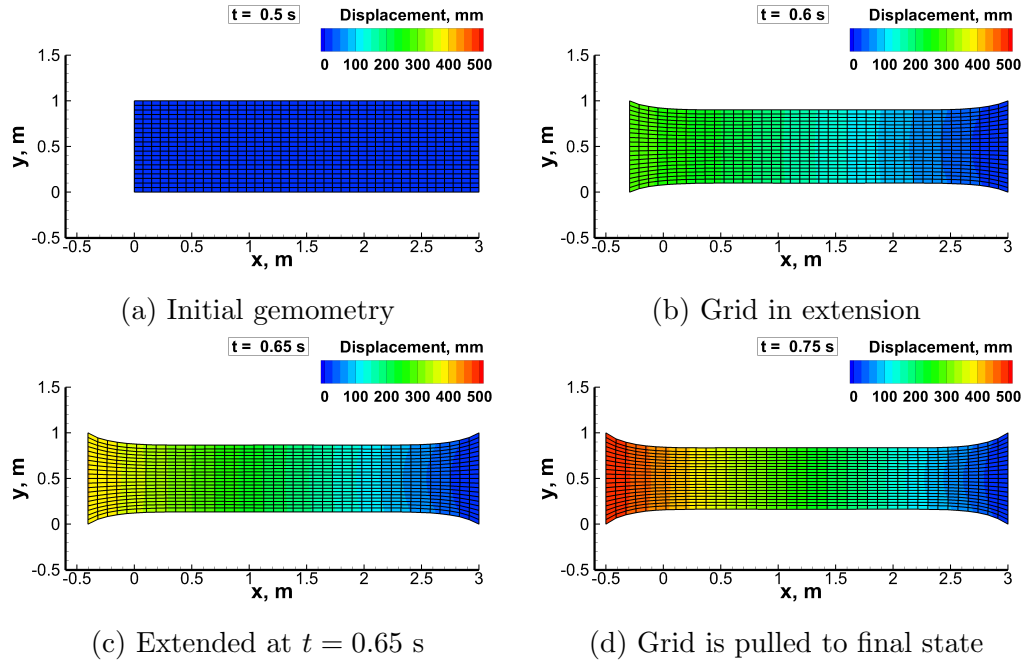 t = 0.5 s
Displacement, mm
0 100 200 300 400 500
1.5
1
0.5
0
-0.5
y, m
-0.5 0 0.5 1 1.5 2 2.5 3
x, m
(a) Initial gemometry
t = 0.6 s
Displacement, mm
0 100 200 300 400 500
1.5
1
0.5
0
-0.5
y, m
-0.5 0 0.5 1 1.5 2 2.5 3
x, m
(b) Grid in extension
t = 0.65 s
Displacement, mm
0 100 200 300 400 500
1.5
1
0.5
0
-0.5
y, m
-0.5 0 0.5 1 1.5 2 2.5 3
x, m
(c) Extended at t = 0.65 s
t = 0.75 s
Displacement, mm
0 100 200 300 400 500
1.5
1
0.5
0
-0.5
y, m
-0.5 0 0.5 1 1.5 2 2.5 3
x, m
(d) Grid is pulled to final state